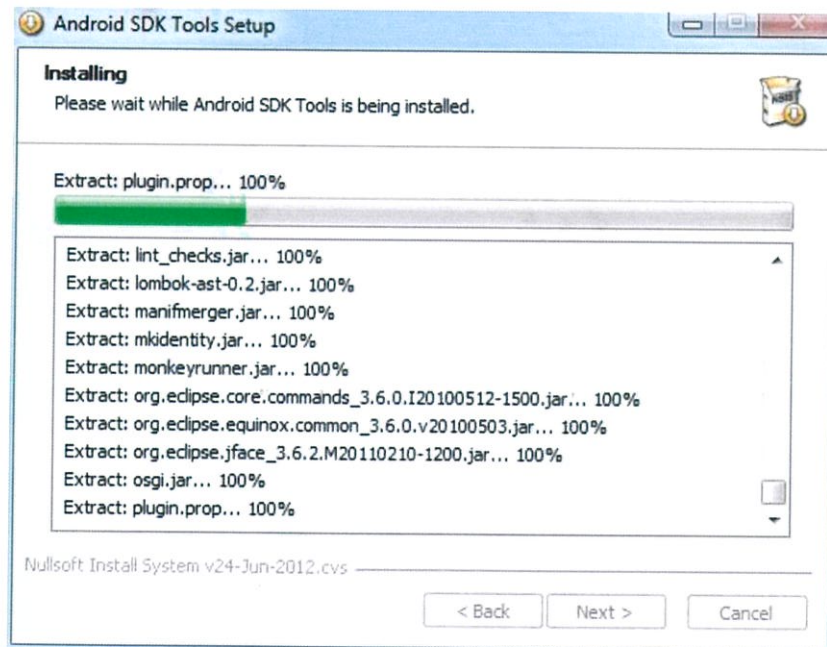 Android SDK Tools Setup
Installing
Please wait while Android SDK Tools is being installed.
Extract: plugin.prop... 100%
Extract: lint_checks.jar... 100%
Extract: lombok-ast-0.2.jar... 100%
Extract: manifmerger.jar... 100%
Extract: mkidentity.jar... 100%
Extract: monkeyrunner.jar... 100%
Extract: org.eclipse.core.commands_3.6.0.I20100512-1500.jar... 100%
Extract: org.eclipse.equinox.common_3.6.0.v20100503.jar... 100%
Extract: org.eclipse.jface_3.6.2.M20110210-1200.jar... 100%
Extract: osgi.jar... 100%
Extract: plugin.prop... 100%
Nullsoft Install System v24-Jun-2012.cvs
< Back Next > Cancel